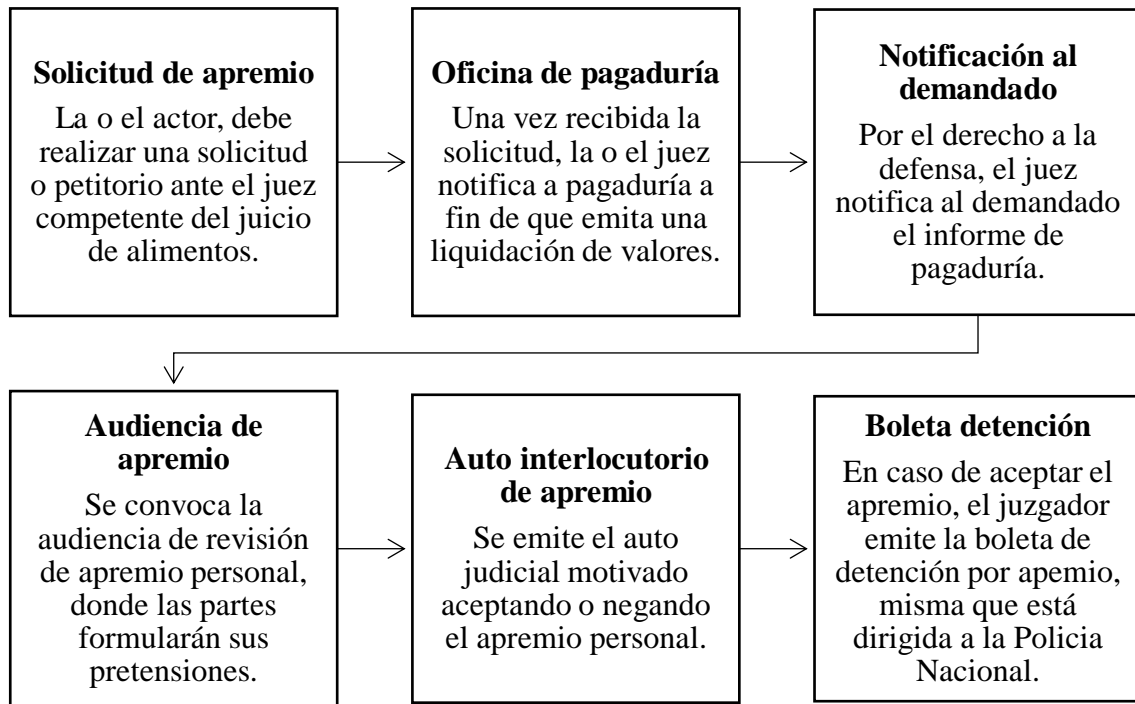 Solicitud de apremio
La o el actor, debe
realizar una solicitud
o petitorio ante el juez
competente del juicio
de alimentos.
Oficina de pagaduría
Una vez recibida la
solicitud, la o el juez
notifica a pagaduría a
fin de que emita una
liquidación de valores.
Notificación al
demandado
Por el derecho a la
defensa, el juez
notifica al demandado
el informe de
pagaduría.
Audiencia de
apremio
Se convoca la
audiencia de revisión
de apremio personal,
donde las partes
formularán sus
pretensiones.
Auto interlocutorio
de apremio
Se emite el auto
judicial motivado
aceptando o negando
el apremio personal.
Boleta detención
En caso de aceptar el
apremio, el juzgador
emite la boleta de
detención por apemio,
misma que está
dirigida a la Policia
Nacional.